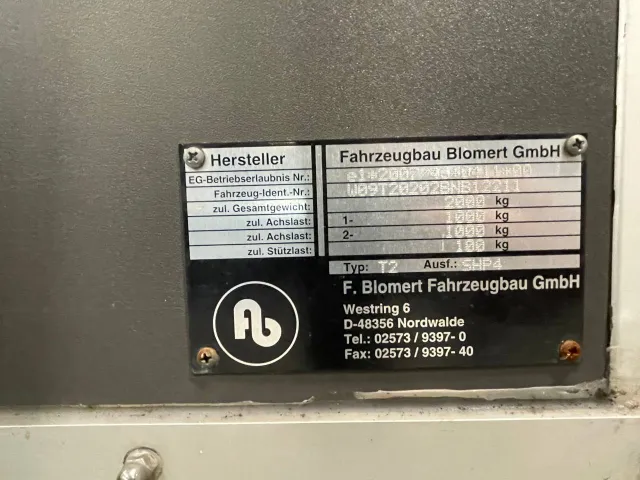 Hersteller Fahrzeugbau Blomert GmbH
EG-Betriebserlaubnis Nr.:
Fahrzeug-Ident.-Nr.: W09T20202BNB12211
zul. Gesamtgewicht: 2000 kg
zul. Achslast: 1- 1000 kg
zul. Achslast: 2- 1000 kg
zul. Stützlast: 100 kg
Typ: T2 Ausf.: SHP4
F. Blomert Fahrzeugbau GmbH
Westring 6
D-48356 Nordwalde
Tel.: 02573 / 9397- 0
Fax: 02573 / 9397- 40